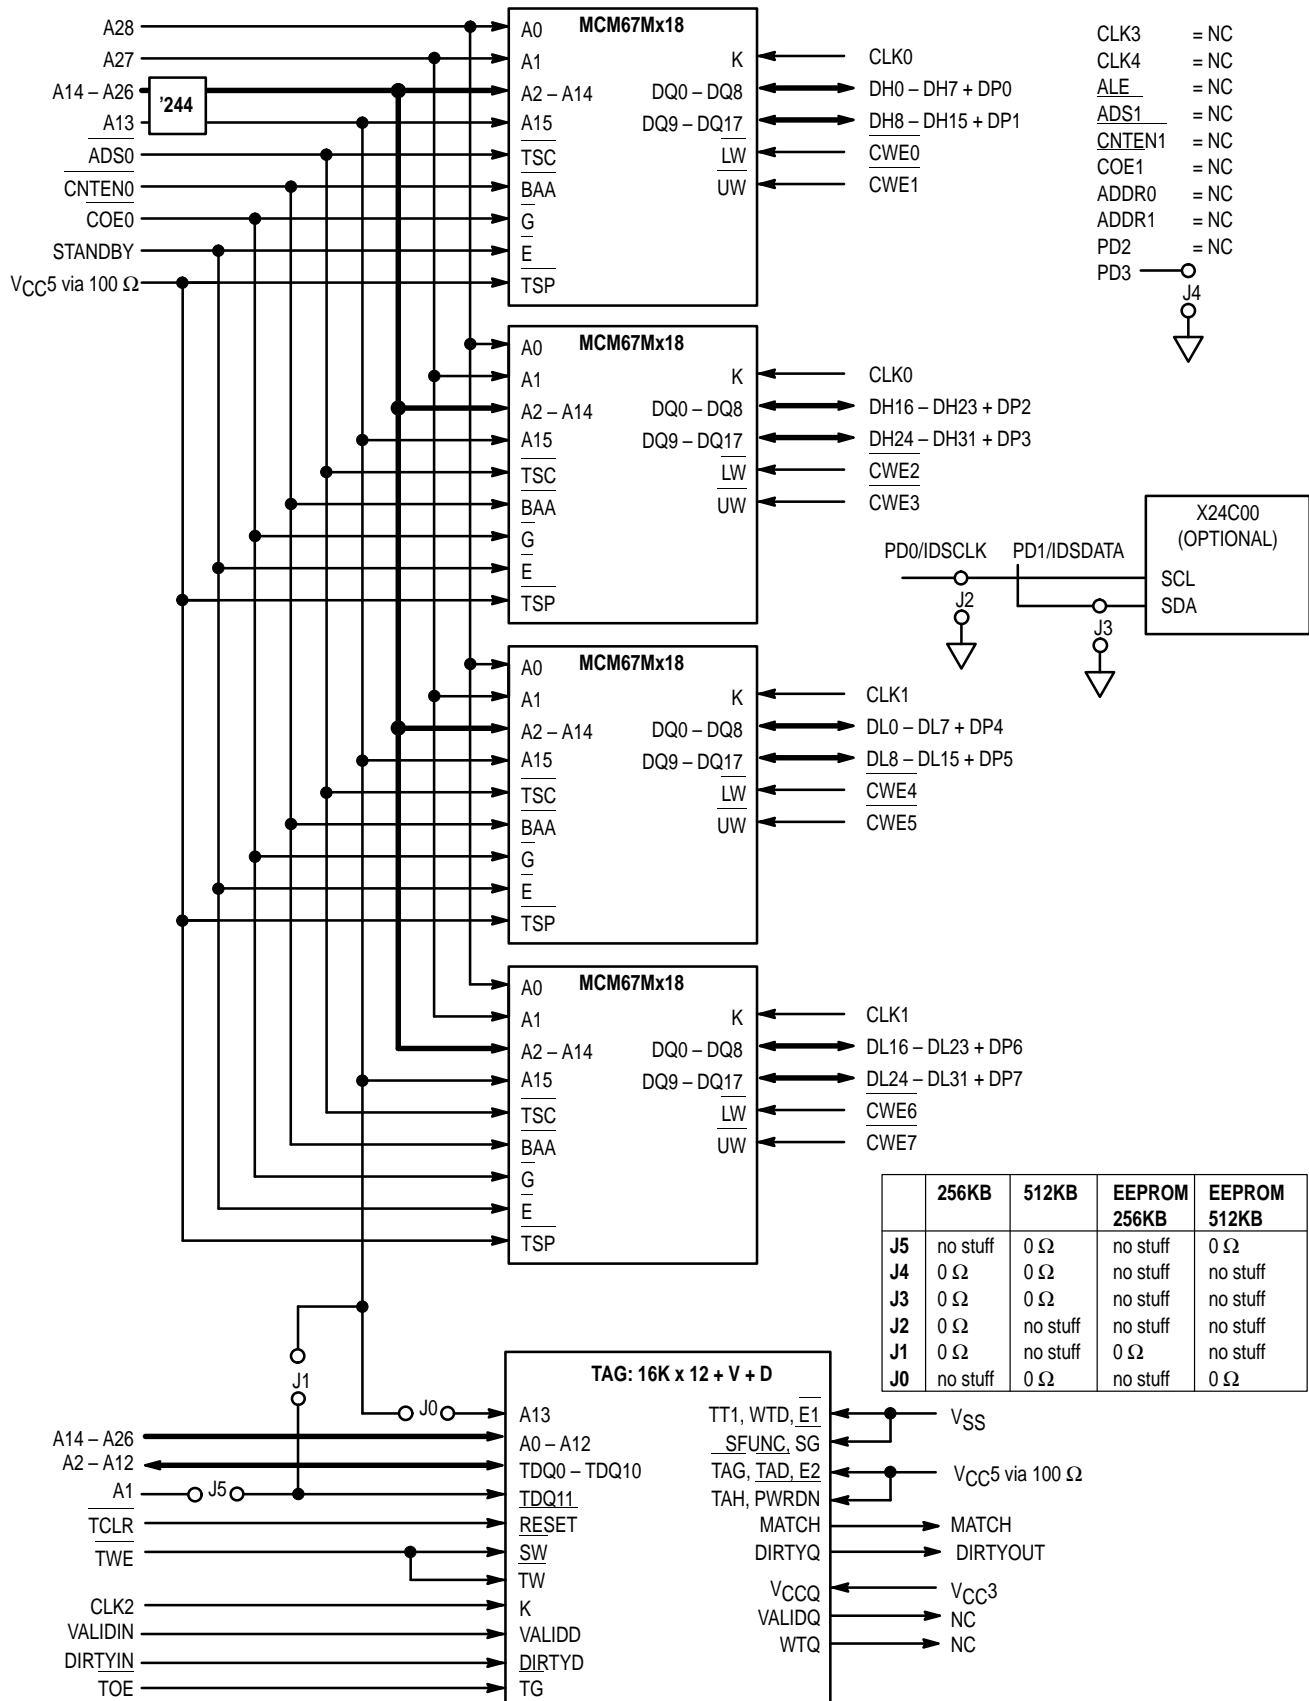 A28
A27
A14 – A26
A13
'244
ADS0
CNTEN0
COE0
STANDBY
VCC5 via 100 Ω
MCM67Mx18
A0
A1
A2 – A14
A15
TSC
BAA
G
E
TSP
K
DQ0 – DQ8
DQ9 – DQ17
LW
UW
CLK0
DH0 – DH7 + DP0
DH8 – DH15 + DP1
CWE0
CWE1
CLK3 = NC
CLK4 = NC
ALE = NC
ADS1 = NC
CNTEN1 = NC
COE1 = NC
ADDR0 = NC
ADDR1 = NC
PD2 = NC
PD3
J4
MCM67Mx18
A0
A1
A2 – A14
A15
TSC
BAA
G
E
TSP
K
DQ0 – DQ8
DQ9 – DQ17
LW
UW
CLK0
DH16 – DH23 + DP2
DH24 – DH31 + DP3
CWE2
CWE3
PD0/IDSCLK
PD1/IDSDATA
J2
J3
X24C00
(OPTIONAL)
SCL
SDA
MCM67Mx18
A0
A1
A2 – A14
A15
TSC
BAA
G
E
TSP
K
DQ0 – DQ8
DQ9 – DQ17
LW
UW
CLK1
DL0 – DL7 + DP4
DL8 – DL15 + DP5
CWE4
CWE5
MCM67Mx18
A0
A1
A2 – A14
A15
TSC
BAA
G
E
TSP
K
DQ0 – DQ8
DQ9 – DQ17
LW
UW
CLK1
DL16 – DL23 + DP6
DL24 – DL31 + DP7
CWE6
CWE7
256KB 512KB EEPROM 256KB EEPROM 512KB
J5 no stuff 0 Ω no stuff 0 Ω
J4 0 Ω 0 Ω no stuff no stuff
J3 0 Ω 0 Ω no stuff no stuff
J2 0 Ω no stuff no stuff no stuff
J1 0 Ω no stuff 0 Ω no stuff
J0 no stuff 0 Ω no stuff 0 Ω
J1
J0
A14 – A26
A2 – A12
A1
J5
TCLR
TWE
CLK2
VALIDIN
DIRTYIN
TOE
TAG: 16K x 12 + V + D
A13
A0 – A12
TDQ0 – TDQ10
TDQ11
RESET
SW
TW
K
VALIDD
DIRTYD
TG
TT1, WTD, E1
SFUNC, SG
TAG, TAD, E2
TAH, PWRDN
MATCH
DIRTYQ
VCCQ
VALIDQ
WTQ
VSS
VCC5 via 100 Ω
MATCH
DIRTYOUT
VCC3
NC
NC